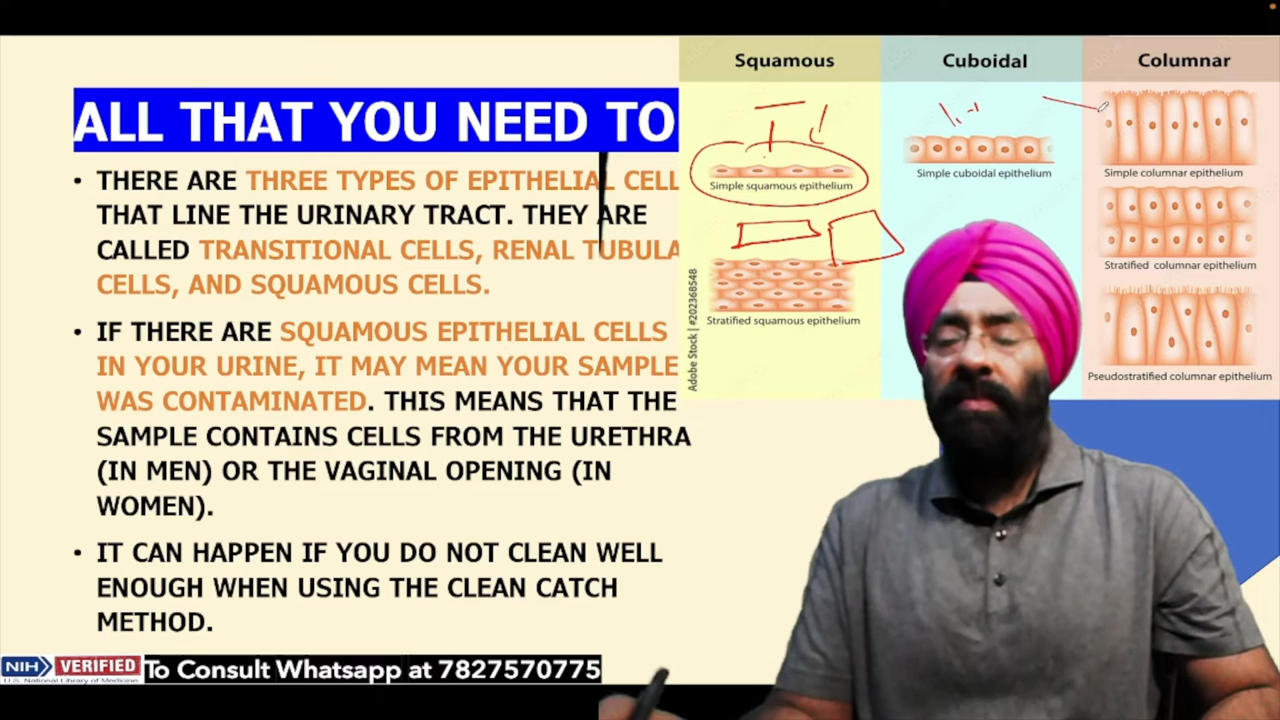 ALL THAT YOU NEED TO
• THERE ARE THREE TYPES OF EPITHELIAL CELL
THAT LINE THE URINARY TRACT. THEY ARE
CALLED TRANSITIONAL CELLS, RENAL TUBULA
CELLS, AND SQUAMOUS CELLS.
• IF THERE ARE SQUAMOUS EPITHELIAL CELLS
IN YOUR URINE, IT MAY MEAN YOUR SAMPLE
WAS CONTAMINATED. THIS MEANS THAT THE
SAMPLE CONTAINS CELLS FROM THE URETHRA
(IN MEN) OR THE VAGINAL OPENING (IN
WOMEN).
• IT CAN HAPPEN IF YOU DO NOT CLEAN WELL
ENOUGH WHEN USING THE CLEAN CATCH
METHOD.
Squamous
Simple squamous epithelium
Stratified squamous epithelium
Cuboidal
Simple cuboidal epithelium
Columnar
Simple columnar epithelium
Stratified columnar epithelium
Pseudostratified columnar epithelium
Adobe Stock | #202368548
NIH VERIFIED
U.S. National Library of Medicine
To Consult Whatsapp at 7827570775